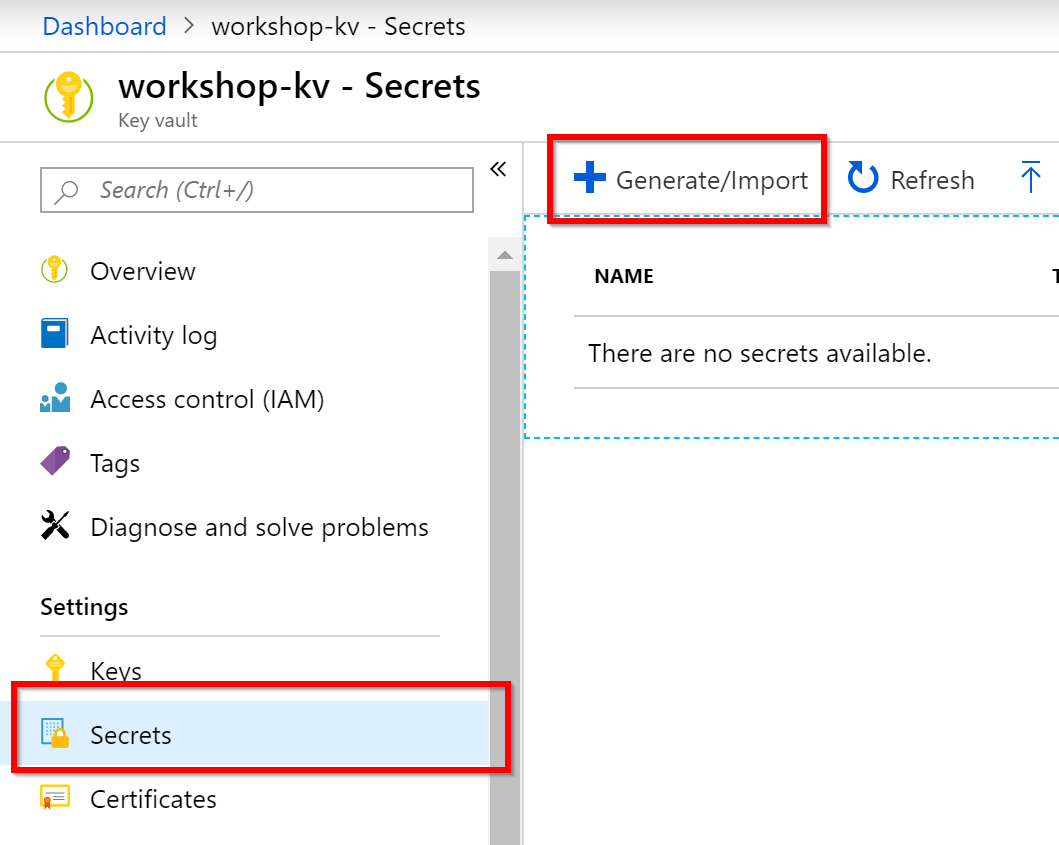 Dashboard > workshop-kv - Secrets
workshop-kv - Secrets
Key vault
Search (Ctrl+/)
«
Overview
Activity log
Access control (IAM)
Tags
Diagnose and solve problems
Settings
Keys
Secrets
Certificates
Generate/Import
Refresh
NAME
There are no secrets available.